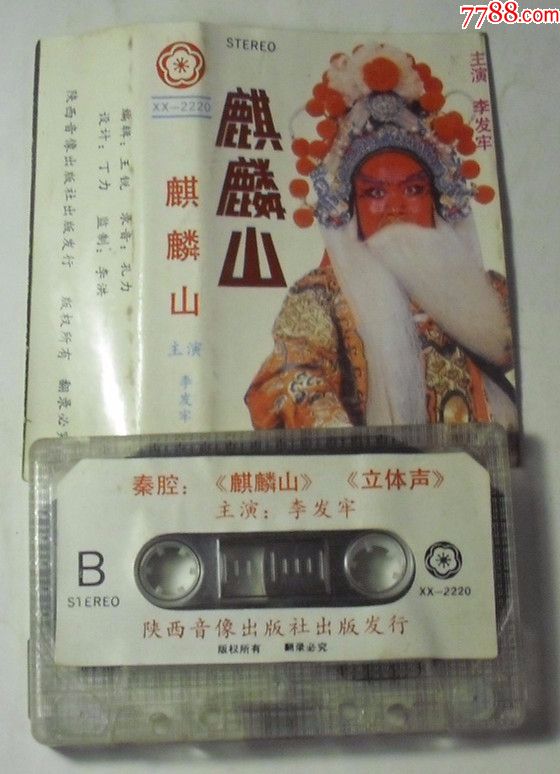 7788.com
STEREO
麒麟山
主演 李发牢
XX-2220
麒麟山
主演
李发牢
编辑：王锐 录音：孔力
设计：丁力 监制：李洪
陕西音像出版社出版发行 版权所有 翻录必究
秦腔：《麒麟山》《立体声》
主演：李发牢
B
STEREO
XX-2220
陕西音像出版社出版发行
版权所有 翻录必究